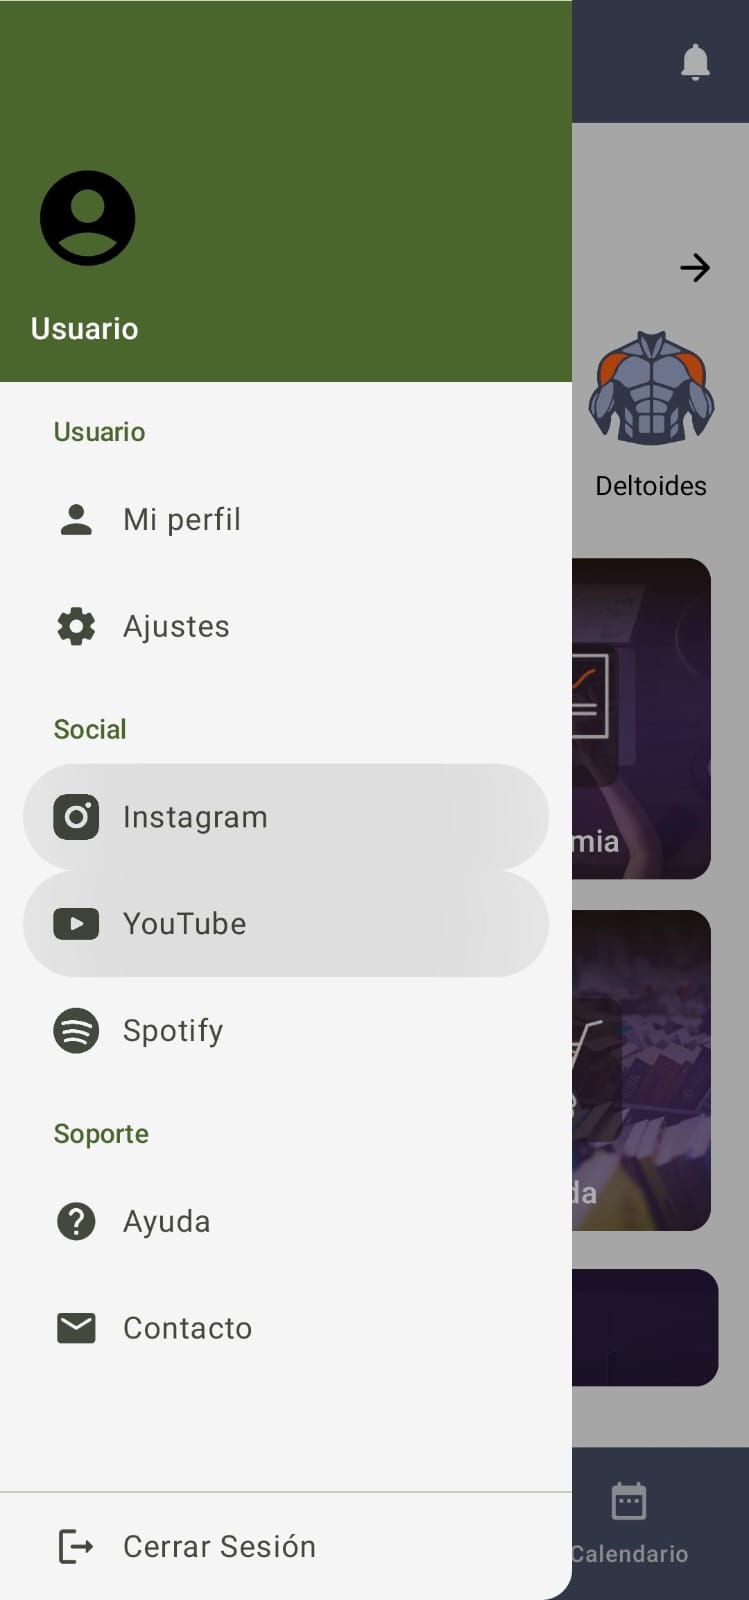 Usuario
Usuario
Mi perfil
Ajustes
Social
Instagram
YouTube
Spotify
Soporte
Ayuda
Contacto
Cerrar Sesión
Deltoides
mia
da
Calendario